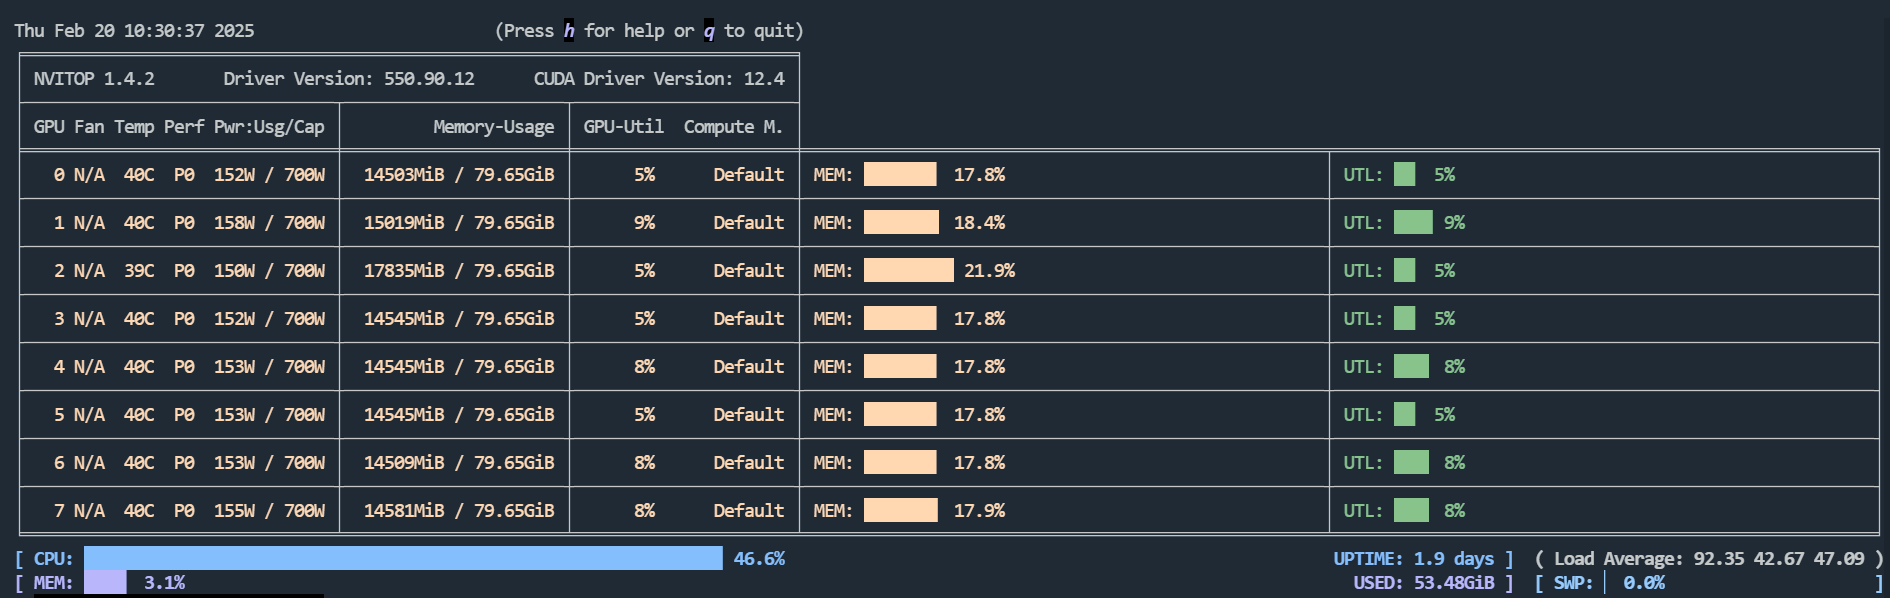 Thu Feb 20 10:30:37 2025 (Press h for help or q to quit)
NVITOP 1.4.2 Driver Version: 550.90.12 CUDA Driver Version: 12.4
GPU Fan Temp Perf Pwr:Usg/Cap Memory-Usage GPU-Util Compute M.
0 N/A 40C P0 152W / 700W 14503MiB / 79.65GiB 5% Default MEM: 17.8% UTL: 5%
1 N/A 40C P0 158W / 700W 15019MiB / 79.65GiB 9% Default MEM: 18.4% UTL: 9%
2 N/A 39C P0 150W / 700W 17835MiB / 79.65GiB 5% Default MEM: 21.9% UTL: 5%
3 N/A 40C P0 152W / 700W 14545MiB / 79.65GiB 5% Default MEM: 17.8% UTL: 5%
4 N/A 40C P0 153W / 700W 14545MiB / 79.65GiB 8% Default MEM: 17.8% UTL: 8%
5 N/A 40C P0 153W / 700W 14545MiB / 79.65GiB 5% Default MEM: 17.8% UTL: 5%
6 N/A 40C P0 153W / 700W 14509MiB / 79.65GiB 8% Default MEM: 17.8% UTL: 8%
7 N/A 40C P0 155W / 700W 14581MiB / 79.65GiB 8% Default MEM: 17.9% UTL: 8%
[ CPU: 46.6% UPTIME: 1.9 days ] ( Load Average: 92.35 42.67 47.09 )
[ MEM: 3.1% USED: 53.48GiB ] [ SWP: 0.0% ]